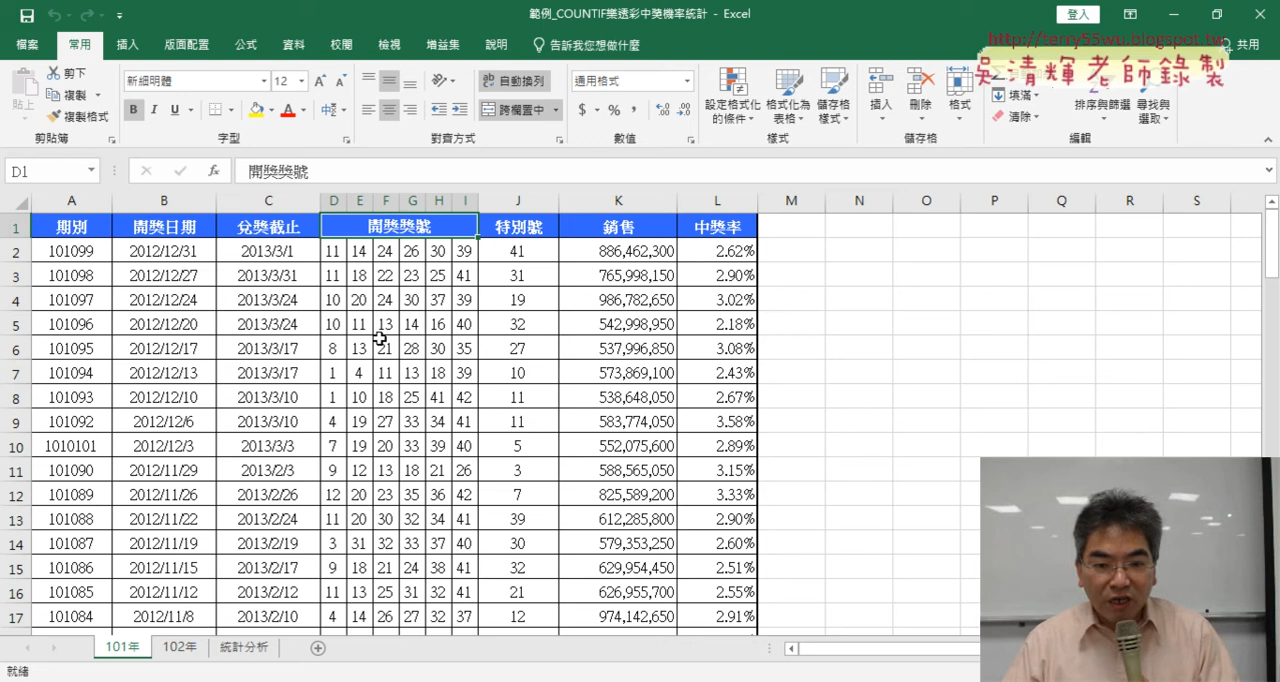 範例_COUNTIF樂透彩中獎機率統計 - Excel
登入
檔案 常用 插入 版面配置 公式 資料 校閱 檢視 增益集 說明 告訴我您想做什麼 共用
http://terry55wu.blogspot.tw
吳清輝老師錄製
貼上 剪下 複製 複製格式 剪貼簿
新細明體 12 B I U A 中 字型
自動換列 跨欄置中 對齊方式
通用格式 $ % , 數值
設定格式化的條件 格式化為表格 儲存格樣式 樣式
插入 刪除 格式 儲存格
填滿 清除 排序與篩選 尋找與選取 編輯
D1 fx 開獎獎號
A B C D E F G H I J K L M N O P Q R S
1 期別 開獎日期 兌獎截止 開獎獎號 特別號 銷售 中獎率
2 101099 2012/12/31 2013/3/1 11 14 24 26 30 39 41 886,462,300 2.62%
3 101098 2012/12/27 2013/3/31 11 18 22 23 25 41 31 765,998,150 2.90%
4 101097 2012/12/24 2013/3/24 10 20 24 30 37 39 19 986,782,650 3.02%
5 101096 2012/12/20 2013/3/24 10 11 13 14 16 40 32 542,998,950 2.18%
6 101095 2012/12/17 2013/3/17 8 13 21 28 30 35 27 537,996,850 3.08%
7 101094 2012/12/13 2013/3/17 1 4 11 13 18 39 10 573,869,100 2.43%
8 101093 2012/12/10 2013/3/10 1 10 18 25 41 42 11 538,648,050 2.67%
9 101092 2012/12/6 2013/3/10 4 19 27 33 34 41 11 583,774,050 3.58%
10 1010101 2012/12/3 2013/3/3 7 19 20 33 39 40 5 552,075,600 2.89%
11 101090 2012/11/29 2013/2/3 9 12 13 18 21 26 3 588,565,050 3.15%
12 101089 2012/11/26 2013/2/26 12 20 23 35 36 42 7 825,589,200 3.33%
13 101088 2012/11/22 2013/2/24 11 20 30 32 34 41 39 612,285,800 2.90%
14 101087 2012/11/19 2013/2/19 3 31 32 33 37 40 30 579,353,250 2.60%
15 101086 2012/11/15 2013/2/17 9 18 21 24 38 41 32 629,954,450 2.51%
16 101085 2012/11/12 2013/2/12 11 13 25 31 32 41 21 626,955,700 2.55%
17 101084 2012/11/8 2013/2/10 4 14 26 27 32 37 12 974,142,650 2.91%
101年 102年 統計分析
就緒